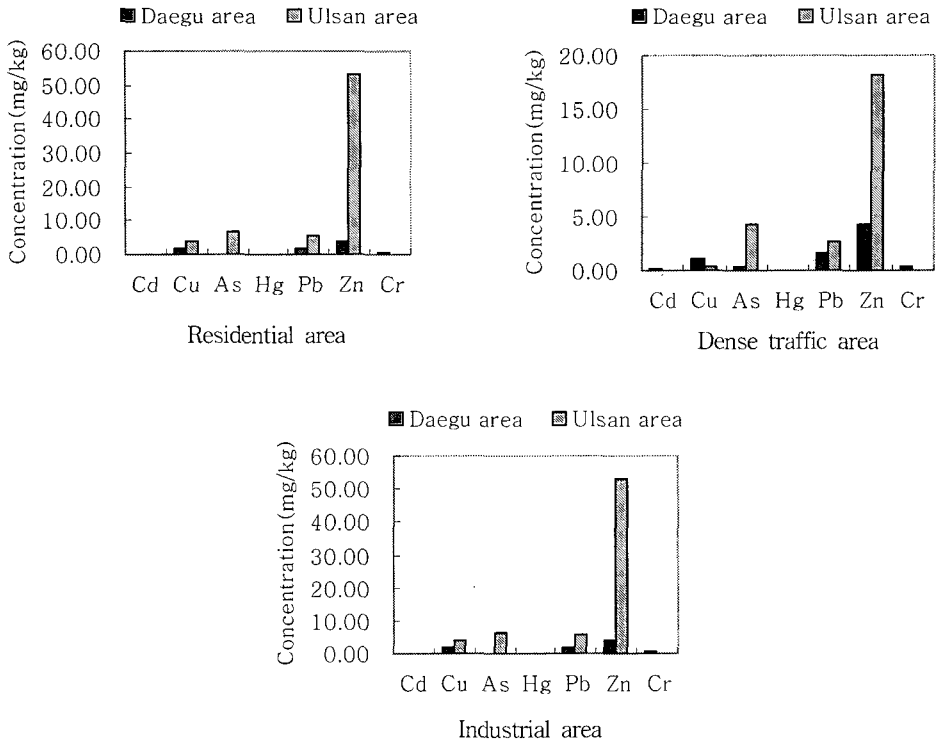 ■ Daegu area ■ Ulsan area
Concentration(mg/kg)
60.00
50.00
40.00
30.00
20.00
10.00
0.00
Cd Cu As Hg Pb Zn Cr
Residential area
■ Daegu area ■ Ulsan area
Concentration(mg/kg)
20.00
15.00
10.00
5.00
0.00
Cd Cu As Hg Pb Zn Cr
Dense traffic area
■ Daegu area ■ Ulsan area
Concentration(mg/kg)
60.00
50.00
40.00
30.00
20.00
10.00
0.00
Cd Cu As Hg Pb Zn Cr
Industrial area